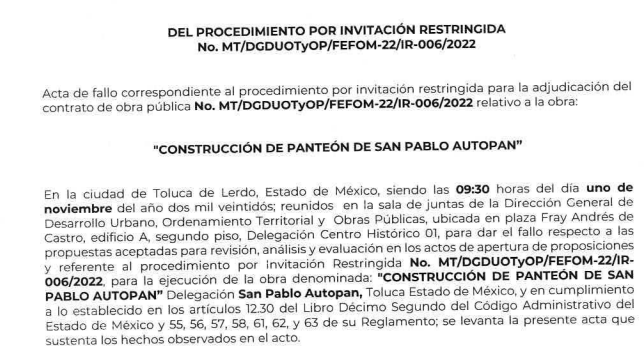 DEL PROCEDIMIENTO POR INVITACIÓN RESTRINGIDA
No. MT/DGDUOTyOP/FEFOM-22/IR-006/2022
Acta de fallo correspondiente al procedimiento por invitación restringida para la adjudicación del
contrato de obra pública No. MT/DGDUOTyOP/FEFOM-22/IR-006/2022 relativo a la obra:
"CONSTRUCCIÓN DE PANTEÓN DE SAN PABLO AUTOPAN”
En la ciudad de Toluca de Lerdo, Estado de México, siendo las 09:30 horas del día uno de
noviembre del año dos mil veintidós; reunidos en la sala de juntas de la Dirección General de
Desarrollo Urbano, Ordenamiento Territorial y Obras Públicas, ubicada en plaza Fray Andrés de
Castro, edificio A, segundo piso, Delegación Centro Histórico 01, para dar el fallo respecto a las
propuestas aceptadas para revisión, análisis y evaluación en los actos de apertura de proposiciones
y referente al procedimiento por invitación Restringida No. MT/DGDUOTyOP/FEFOM-22/IR-
006/2022, para la ejecución de la obra denominada: "CONSTRUCCIÓN DE PANTEÓN DE SAN
PABLO AUTOPAN” Delegación San Pablo Autopan, Toluca Estado de México, y en cumplimiento
a lo establecido en los artículos 12.30 del Libro Décimo Segundo del Código Administrativo del
Estado de México y 55, 56, 57, 58, 61, 62, y 63 de su Reglamento; se levanta la presente acta que
sustenta los hechos observados en el acto.